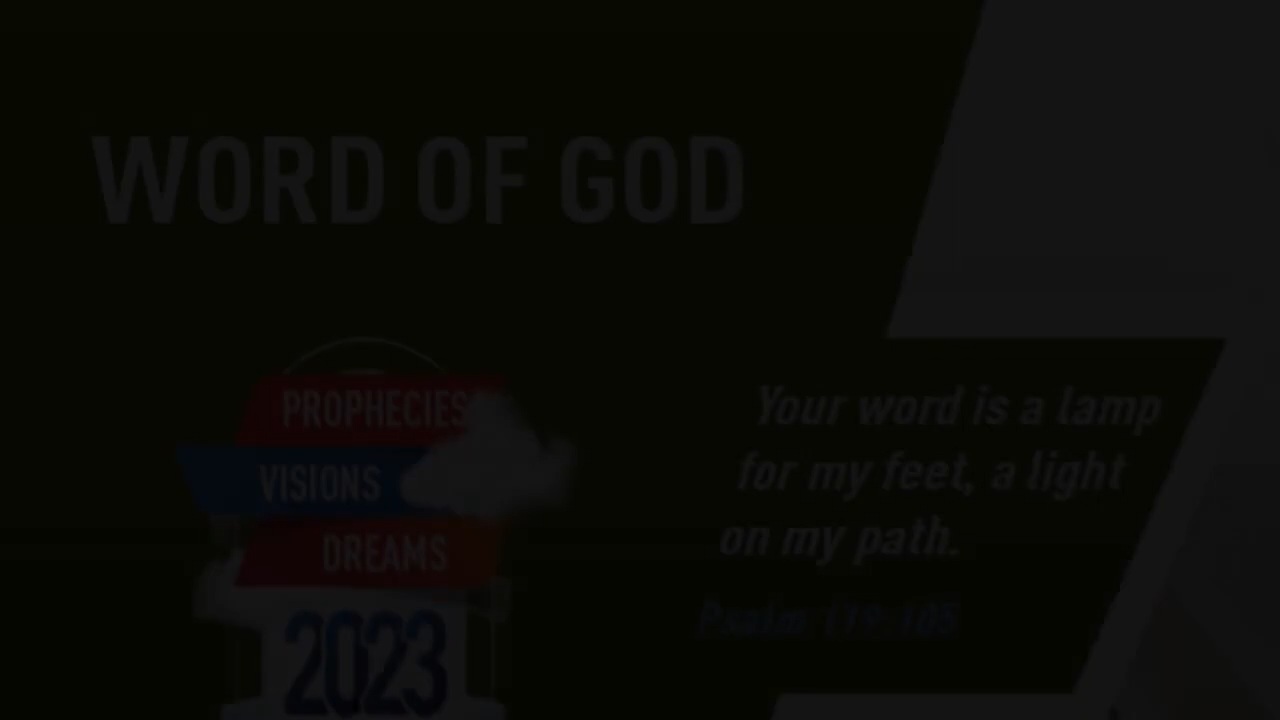 WORD OF GOD
PROPHECIES
VISIONS
DREAMS
2023
Your word is a lamp
for my feet, a light
on my path.
Psalm 119:105